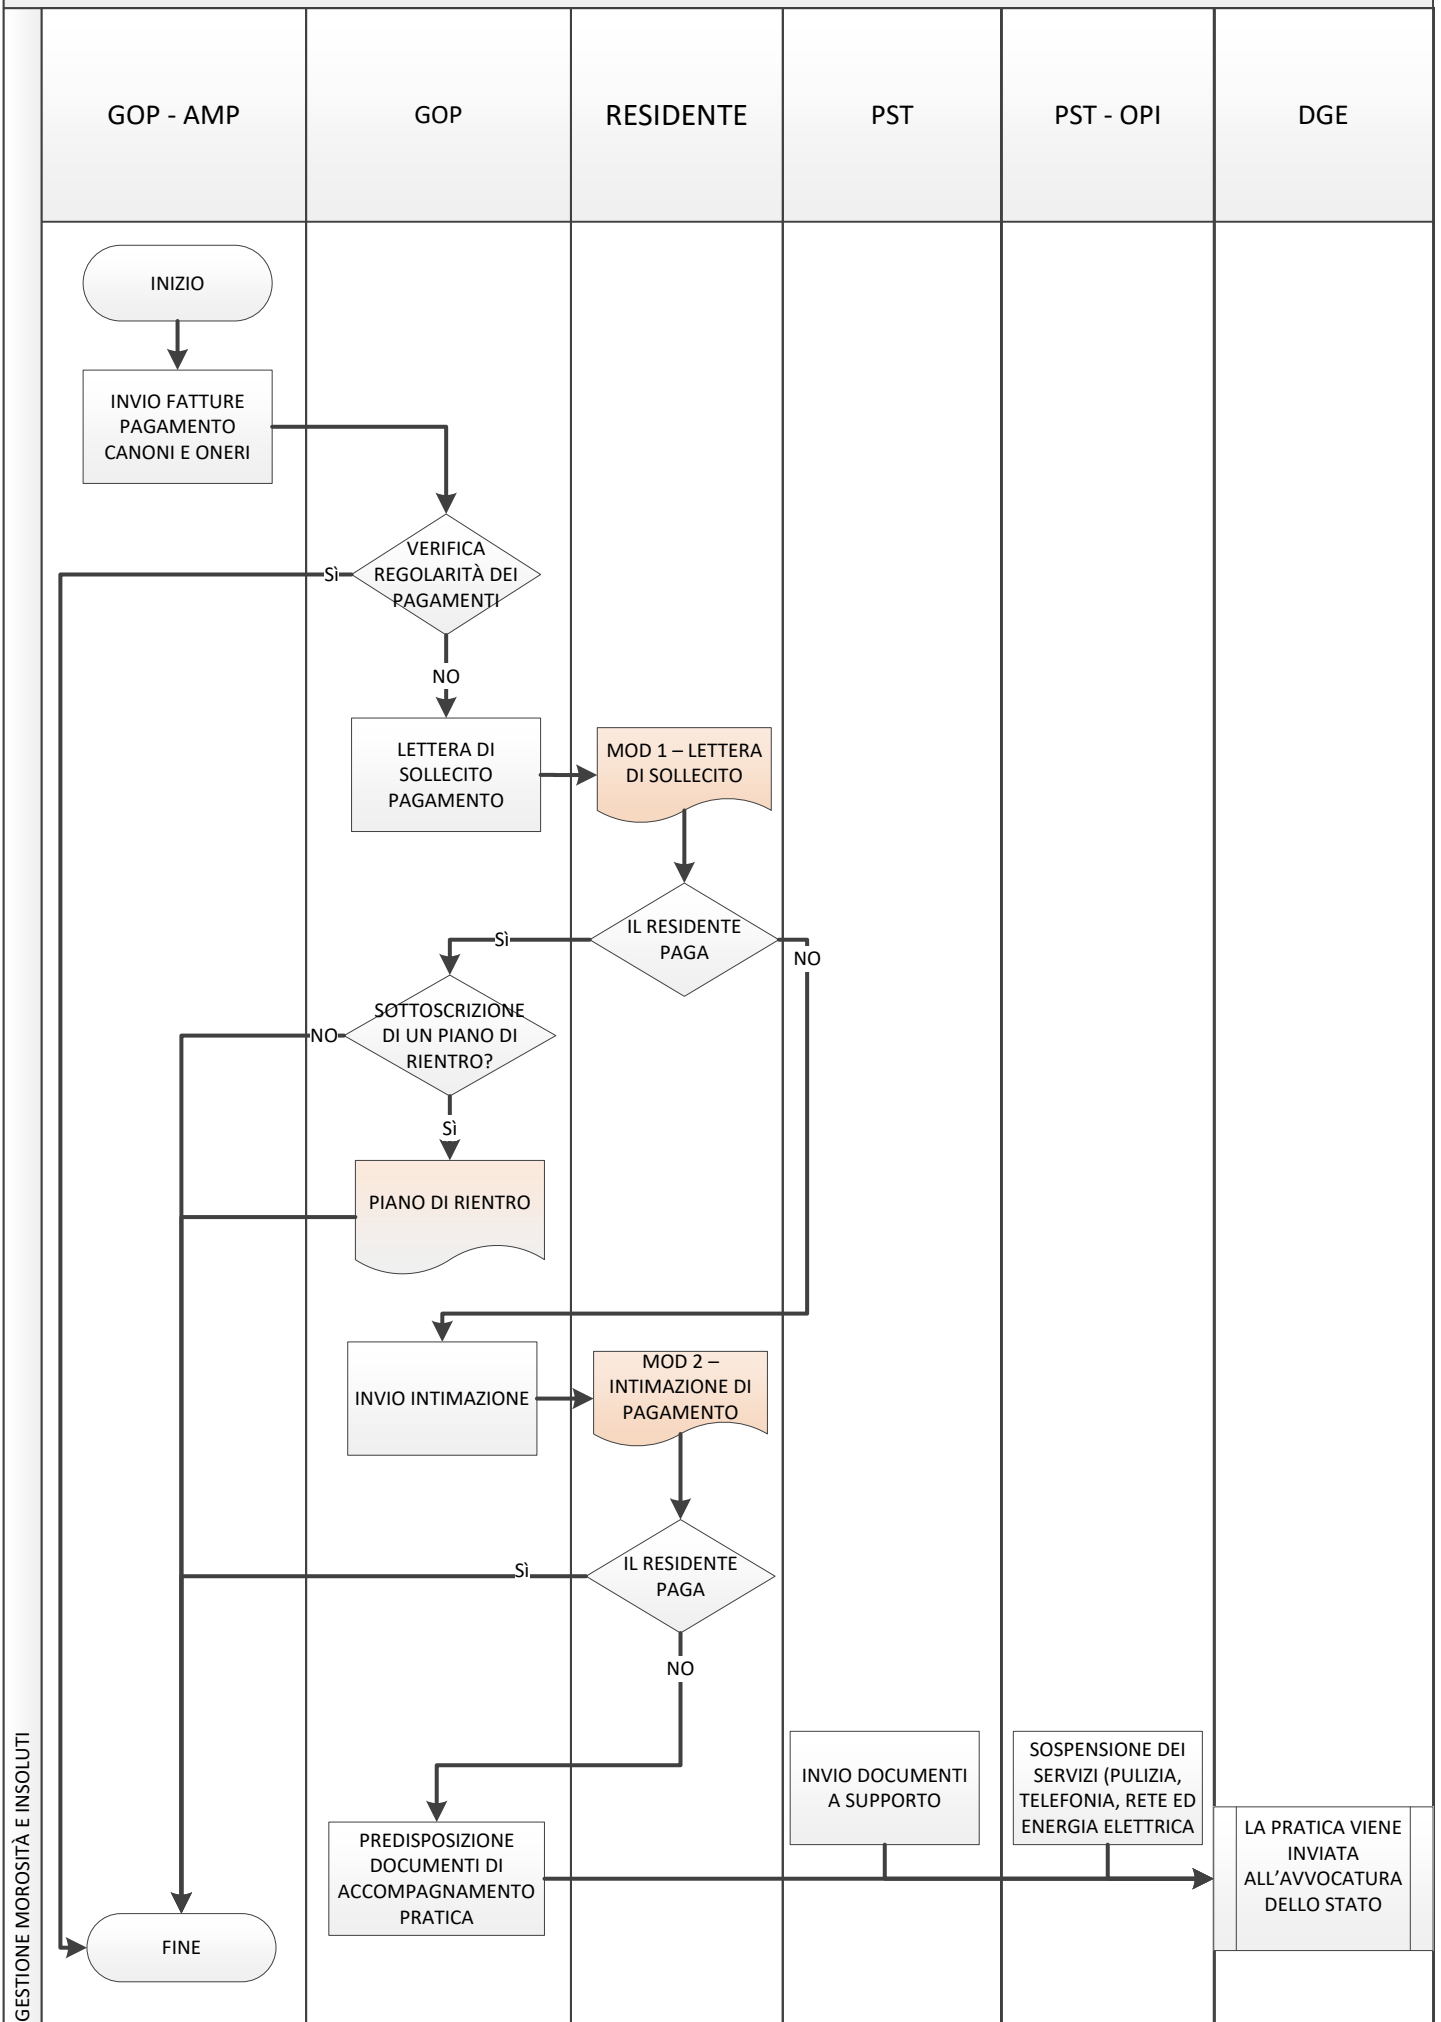 GOP - AMP
GOP
RESIDENTE
PST
PST - OPI
DGE
INIZIO
INVIO FATTURE
PAGAMENTO
CANONI E ONERI
VERIFICA
REGOLARITÀ DEI
PAGAMENTI
Sì
NO
LETTERA DI
SOLLECITO
PAGAMENTO
MOD 1 – LETTERA
DI SOLLECITO
IL RESIDENTE
PAGA
Sì
NO
SOTTOSCRIZIONE
DI UN PIANO DI
RIENTRO?
NO
Sì
PIANO DI RIENTRO
INVIO INTIMAZIONE
MOD 2 –
INTIMAZIONE DI
PAGAMENTO
IL RESIDENTE
PAGA
Sì
NO
INVIO DOCUMENTI
A SUPPORTO
SOSPENSIONE DEI
SERVIZI (PULIZIA,
TELEFONIA, RETE ED
ENERGIA ELETTRICA
PREDISPOSIZIONE
DOCUMENTI DI
ACCOMPAGNAMENTO
PRATICA
LA PRATICA VIENE
INVIATA
ALL’AVVOCATURA
DELLO STATO
FINE
GESTIONE MOROSITÀ E INSOLUTI